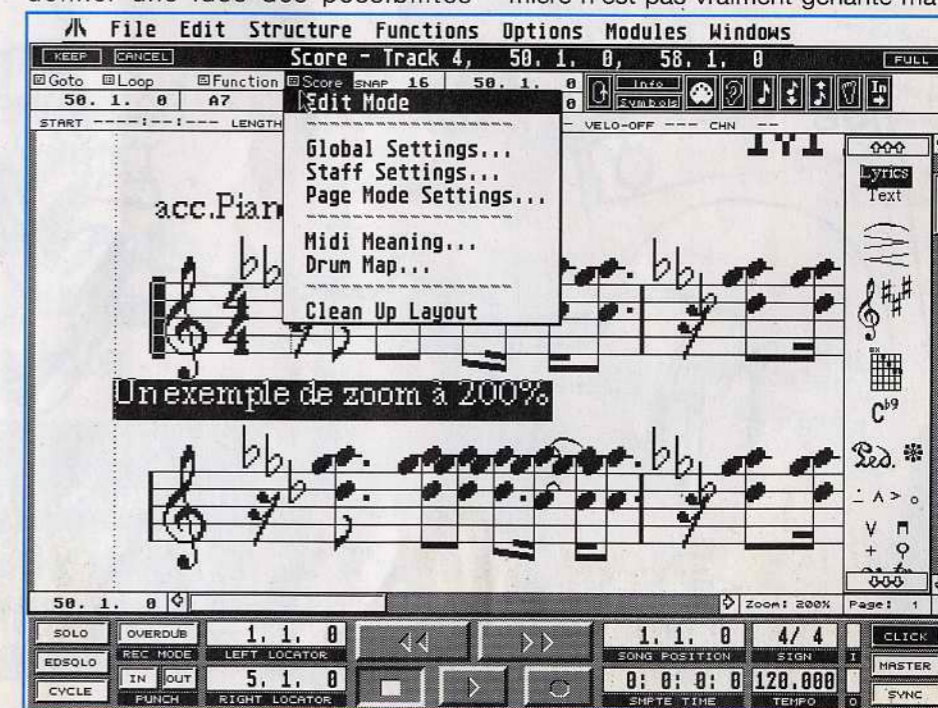 donner une idée des possibilités
mière n'est pas vraiment gênante ma
File Edit Structure Functions Options Modules Windows
KEEP CANCEL Score - Track 4, 50. 1. 0, 58. 1. 0 FULL
Goto Loop Function Score SNAP 16 50. 1. 0 Info
50. 1. 0 A7 0 Symbols In
START ----:--:--- LENGTH VELO-OFF --- CHN --
Edit Mode
Global Settings...
Staff Settings...
Page Mode Settings...
Midi Meaning...
Drum Map...
Clean Up Layout
Lyrics
Text
acc.Pian
4
4
Un exemple de zoom à 200%
C♭9
Ped.
50. 1. 0 Zoom: 200% Page: 1
SOLO OVERDUB 1. 1. 0 << >> 1. 1. 0 4/ 4 CLICK
REC MODE LEFT LOCATOR SONG POSITION SIGN I
EDSOLO IN OUT 5. 1. 0 0: 0: 0: 0 120.000 MASTER
CYCLE PUNCH RIGHT LOCATOR SMPTE TIME TEMPO O SYNC